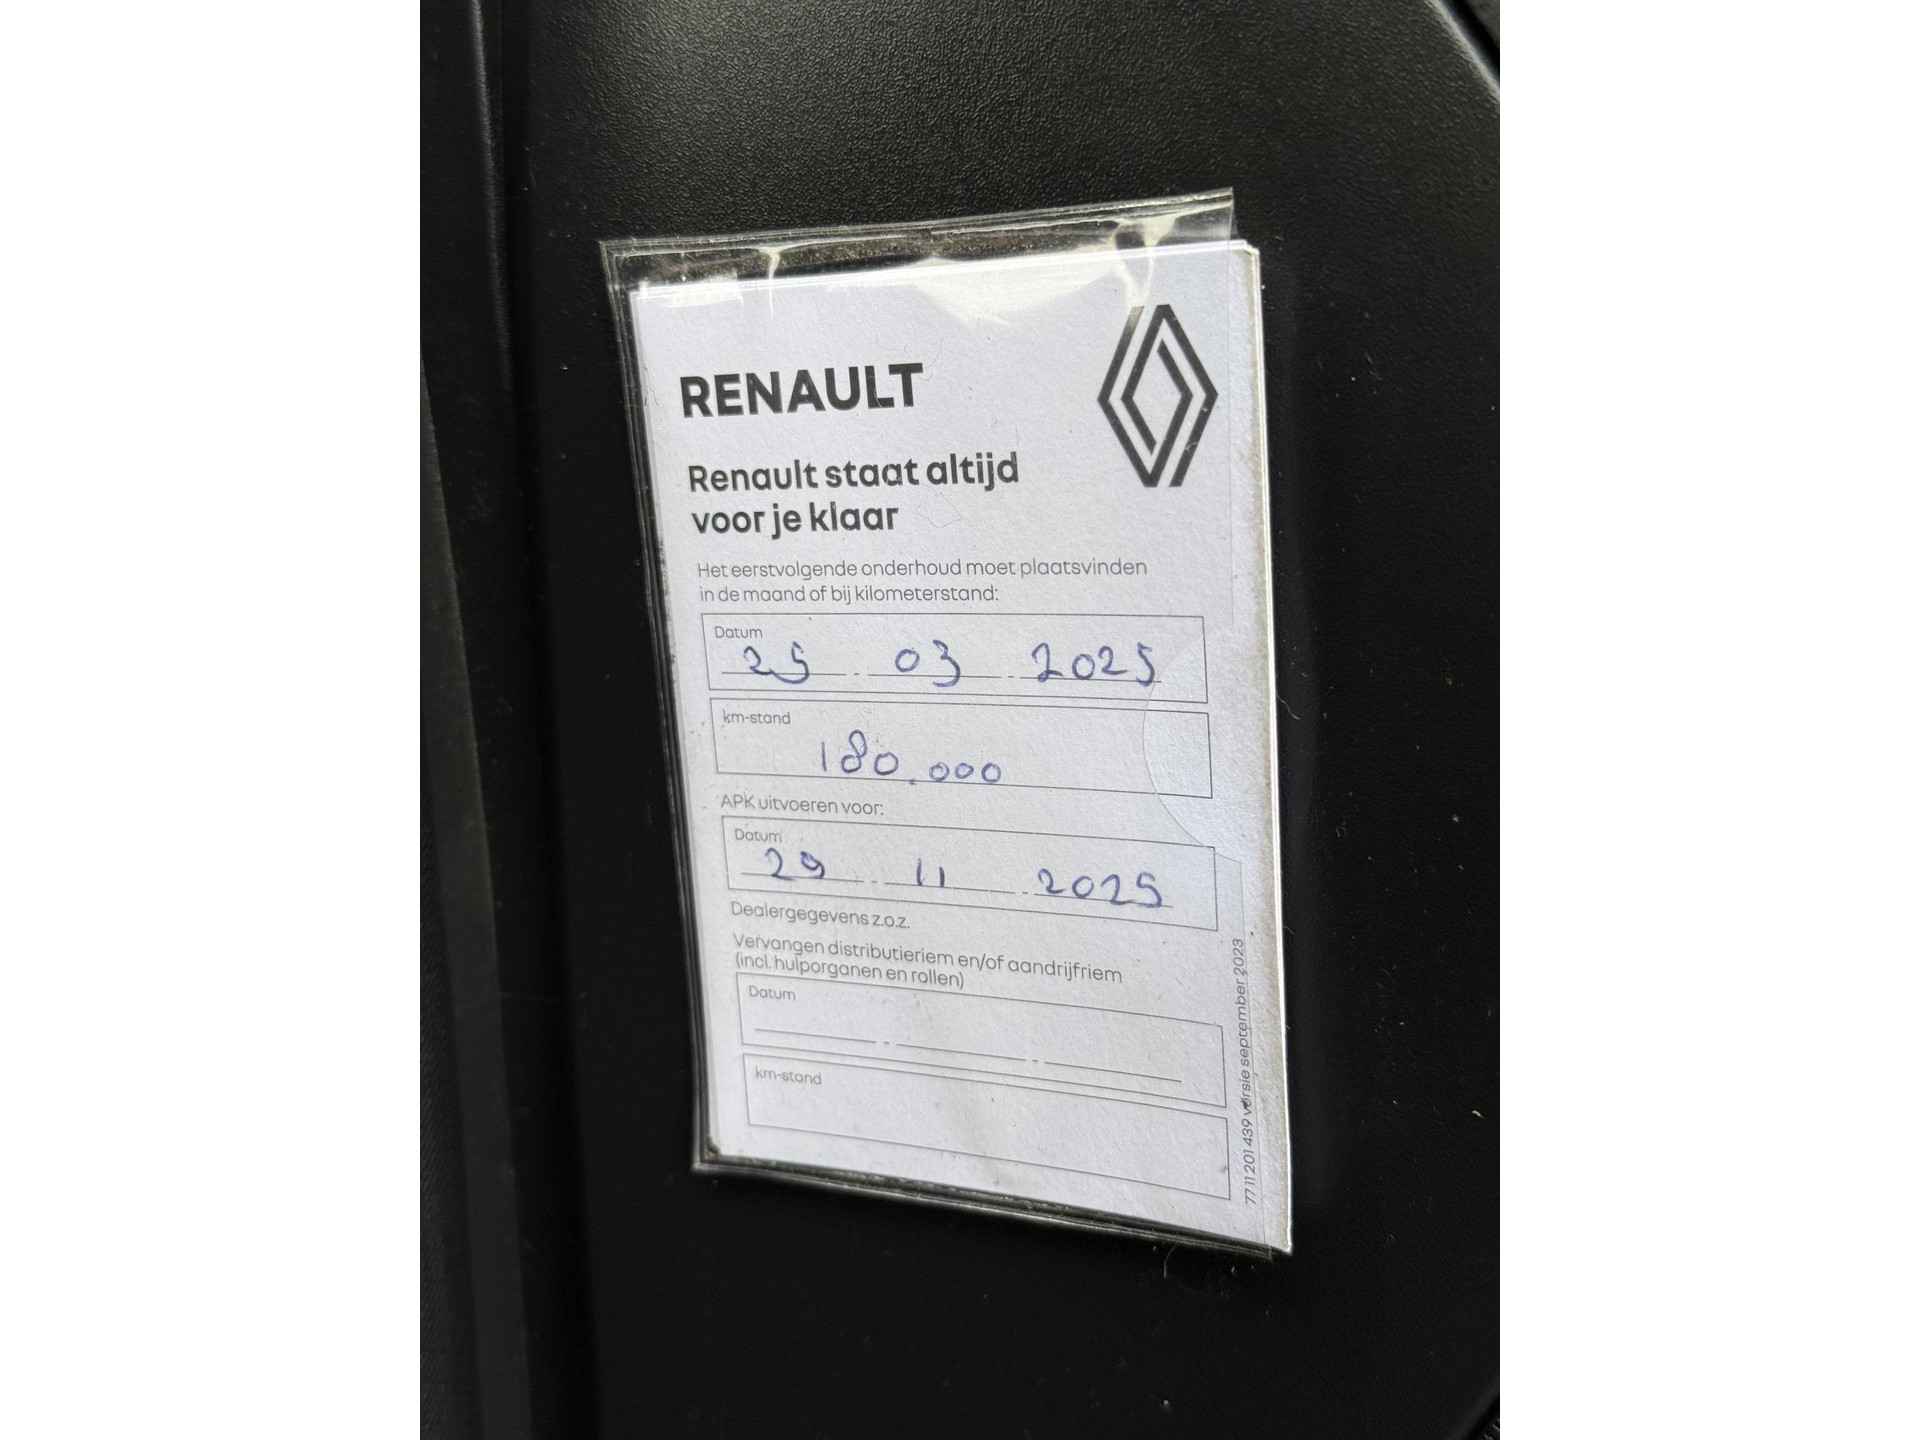 RENAULT
Renault staat altijd
voor je klaar
Het eerstvolgende onderhoud moet plaatsvinden
in de maand of bij kilometerstand:
Datum
25 - 03 - 2025
km-stand
180.000
APK uitvoeren voor:
Datum
29 - 11 - 2025
Dealergegevens z.o.z.
Vervangen distributieriem en/of aandrijfriem
(incl. hulporganen en rollen)
Datum
km-stand
77 11 201 439 versie september 2023